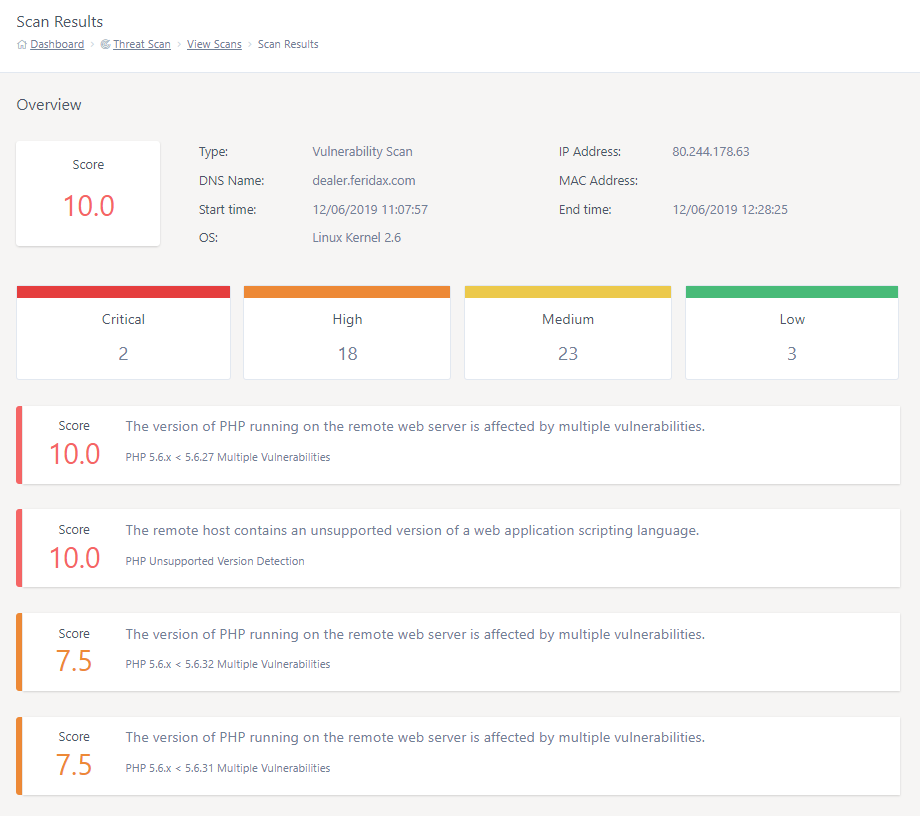 Scan Results
Dashboard > Threat Scan > View Scans > Scan Results
Overview
Score
10.0
Type: Vulnerability Scan
IP Address: 80.244.178.63
DNS Name: dealer.feridax.com
MAC Address:
Start time: 12/06/2019 11:07:57
End time: 12/06/2019 12:28:25
OS: Linux Kernel 2.6
Critical
2
High
18
Medium
23
Low
3
Score
10.0
The version of PHP running on the remote web server is affected by multiple vulnerabilities.
PHP 5.6.x < 5.6.27 Multiple Vulnerabilities
Score
10.0
The remote host contains an unsupported version of a web application scripting language.
PHP Unsupported Version Detection
Score
7.5
The version of PHP running on the remote web server is affected by multiple vulnerabilities.
PHP 5.6.x < 5.6.32 Multiple Vulnerabilities
Score
7.5
The version of PHP running on the remote web server is affected by multiple vulnerabilities.
PHP 5.6.x < 5.6.31 Multiple Vulnerabilities